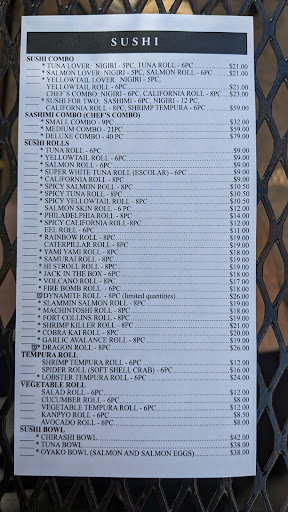 SUSHI
SUSHI COMBO
* TUNA LOVER: NIGIRI - 5PC, TUNA ROLL - 6PC $21.00
* SALMON LOVER: NIGIRI - 5PC, SALMON ROLL - 6PC $21.00
* YELLOWTAIL LOVER: NIGIRI - 5PC,
YELLOWTAIL ROLL - 6PC $21.00
CHEF'S COMBO: NIGIRI - 6PC, CALIFORNIA ROLL - 8PC $23.00
* SUSHI FOR TWO: SASHIMI - 6PC, NIGIRI - 12 PC,
CALIFORNIA ROLL - 8PC, SHRIMP TEMPURA - 6PC $59.00
SASHIMI COMBO (CHEF'S COMBO)
* SMALL COMBO - 9PC $32.00
* MEDIUM COMBO - 21PC $59.00
* DELUXE COMBO - 40 PC $79.00
SUSHI ROLLS
* TUNA ROLL - 6PC $9.00
* YELLOWTAIL ROLL - 6PC $9.00
* SALMON ROLL - 6PC $9.00
* SUPER WHITE TUNA ROLL (ESCOLAR) - 6PC $9.00
* CALIFORNIA ROLL - 8PC $9.00
* SPICY SALMON ROLL - 8PC $10.50
* SPICY TUNA ROLL - 8PC $10.50
* SPICY YELLOWTAIL ROLL - 8PC $10.50
SALMON SKIN ROLL - 6 PC $12.00
* PHILADELPHIA ROLL - 8PC $14.00
* SPICY CALIFORNIA ROLL-8PC $12.00
EEL ROLL - 6PC $11.00
* RAINBOW ROLL - 8PC $19.00
CATERPILLAR ROLL - 8PC $19.00
* YAMI YAMI ROLL - 8PC $18.00
* SAMURAI ROLL - 8PC $19.00
* HI STROLL ROLL - 8PC $19.00
* JACK IN THE BOX - 6PC $18.00
* VOLCANO ROLL - 8PC $17.00
* FIRE BOMB ROLL - 6PC $18.00
* DYNAMITE ROLL - 8PC (limited quantities) $26.00
* SLAMMIN SALMON ROLL - 8PC $19.00
* MACHINTOSHI ROLL - 8PC $18.00
* FORT COLLINS ROLL - 8PC $19.00
* SHRIMP KILLER ROLL - 8PC $21.00
* COBRA KAI ROLL - 8PC $20.00
* GARLIC AVALANCE ROLL - 8PC $19.00
* DRAGON ROLL - 8PC $26.00
TEMPURA ROLL
SHRIMP TEMPURA ROLL - 6PC $12.00
SPIDER ROLL (SOFT SHELL CRAB) - 6PC $16.00
* LOBSTER TEMPURA ROLL - 6PC $24.00
VEGETABLE ROLL
SALAD ROLL - 6PC $12.00
CUCUMBER ROLL - 6PC $8.00
VEGETABLE TEMPURA ROLL - 6PC $12.00
KANPYO ROLL - 6PC $8.00
AVOCADO ROLL - 6PC $8.00
SUSHI BOWL
* CHIRASHI BOWL $42.00
* TUNA BOWL $38.00
* OYAKO BOWL (SALMON AND SALMON EGGS) $38.00